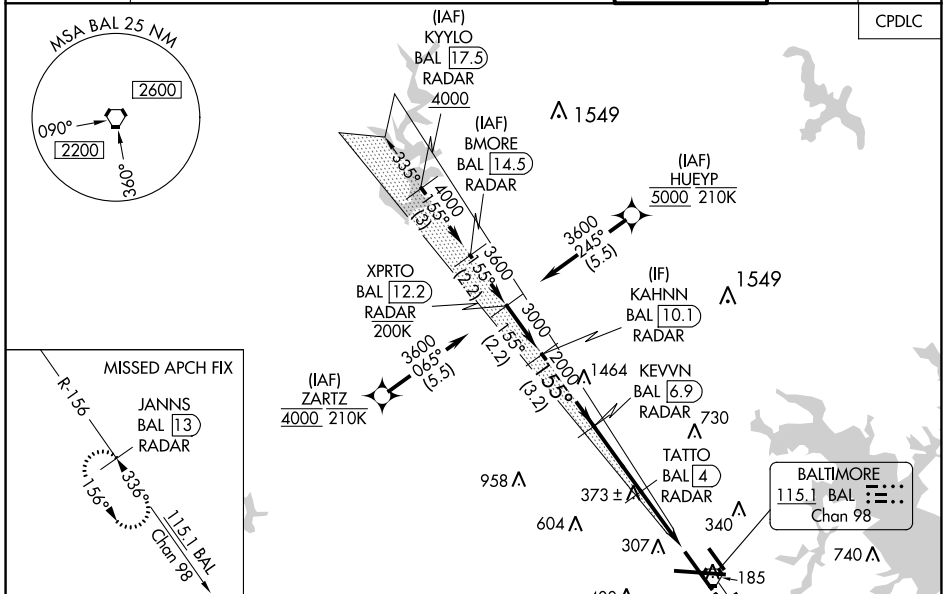 CPDLC
MSA BAL 25 NM
2600
090°
2200
360°
(IAF)
KYYLO
BAL 17.5
RADAR
4000
1549
(IAF)
BMORE
BAL 14.5
RADAR
(IAF)
HUEYP
5000 210K
335°
4000
155°
(3)
3600
245°
(5.5)
3600
155°
(2.2)
XPRTO
BAL 12.2
RADAR
200K
(IF)
KAHNN
BAL 10.1
RADAR
1549
3000
155°
(2.2)
3600
065°
(5.5)
(IAF)
ZARTZ
4000 210K
2000
155°
(3.2)
1464
KEVVN
BAL 6.9
RADAR
730
TATTO
BAL 4
RADAR
958
373 ±
604
307
340
BALTIMORE
115.1 BAL
Chan 98
740
185
MISSED APCH FIX
R-156
JANNS
BAL 13
RADAR
336°
156°
115.1 BAL
Chan 98